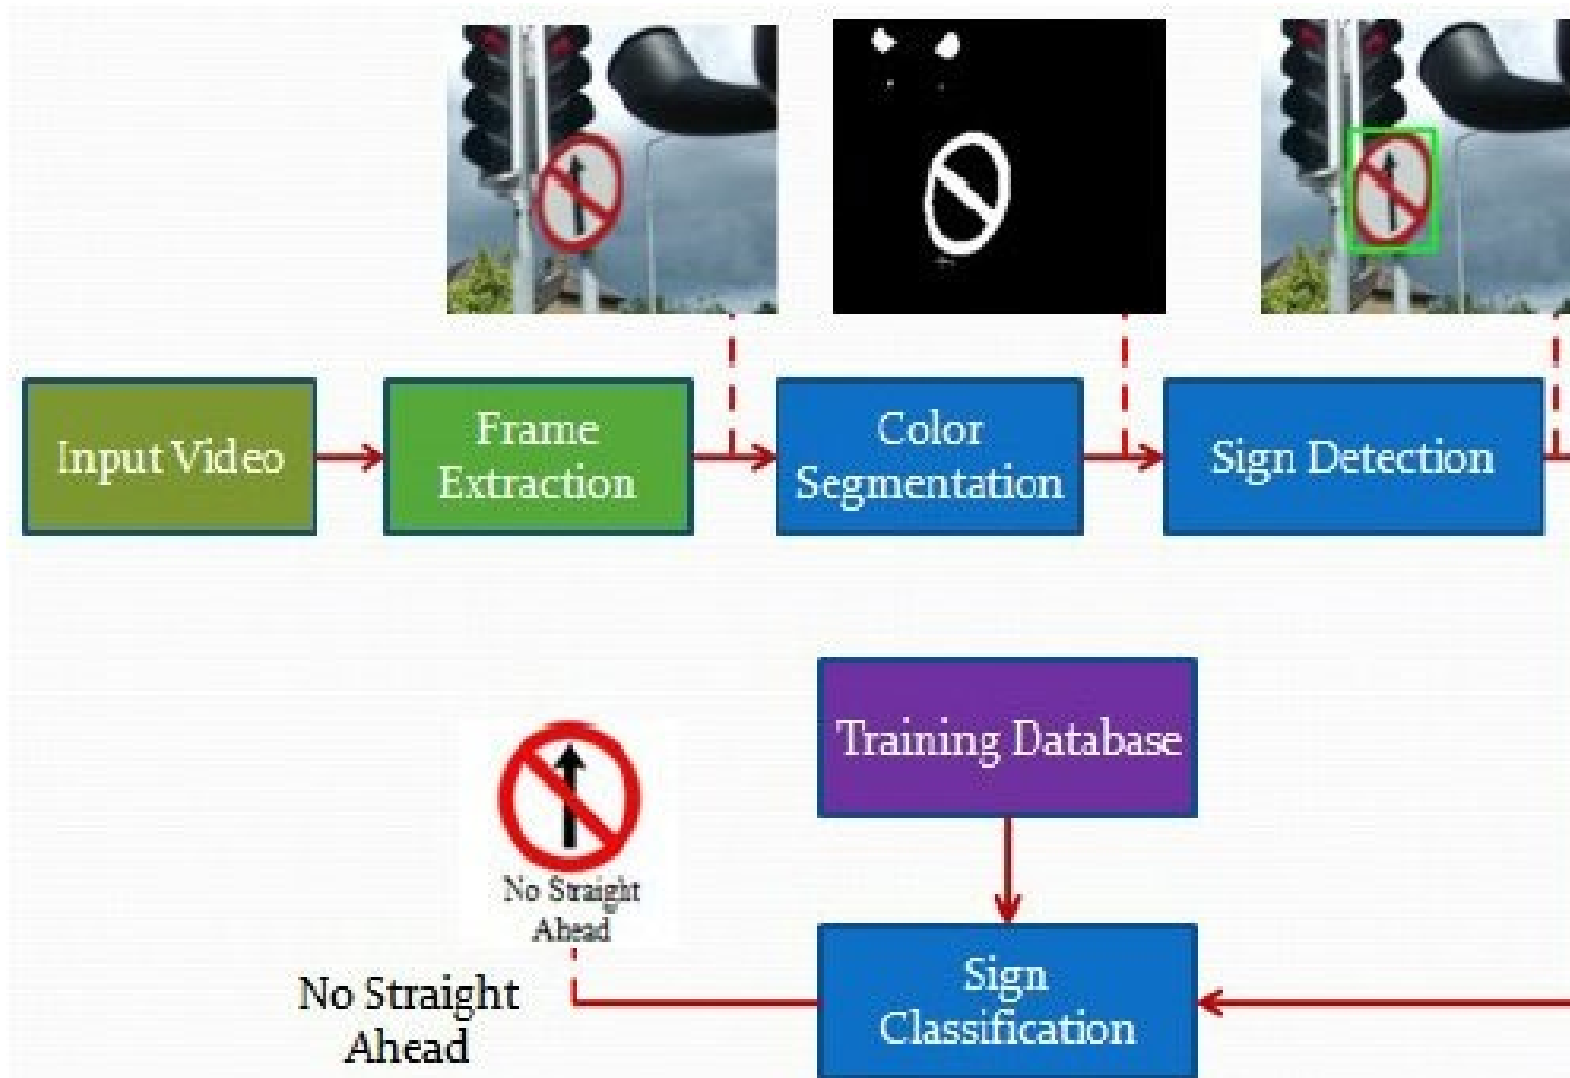 Input Video
Frame
Extraction
Color
Segmentation
Sign Detection
Training Database
No Straight
Ahead
Sign
Classification
No Straight
Ahead